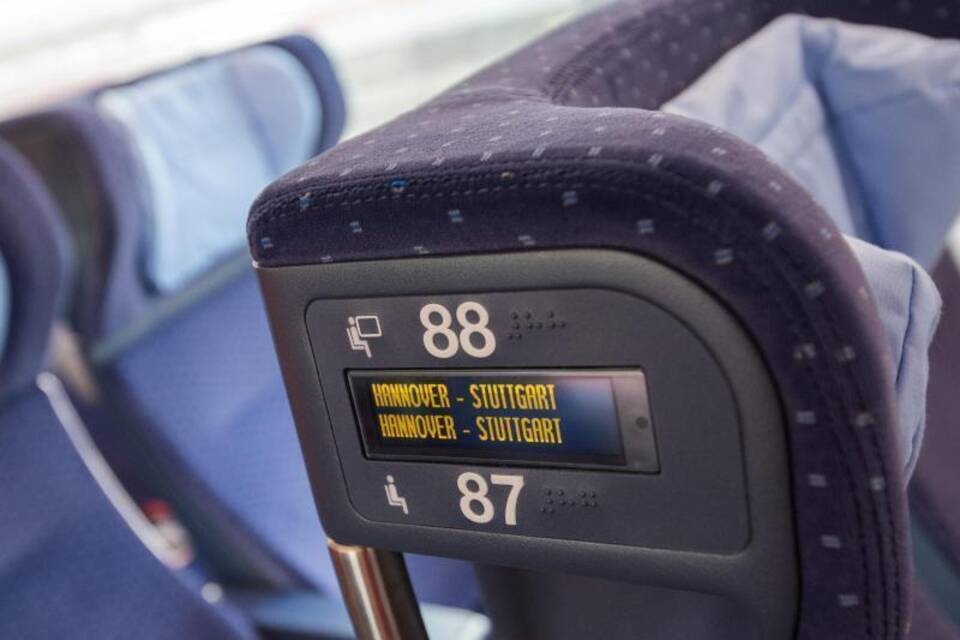 88
HANNOVER - STUTTGART
HANNOVER - STUTTGART
87